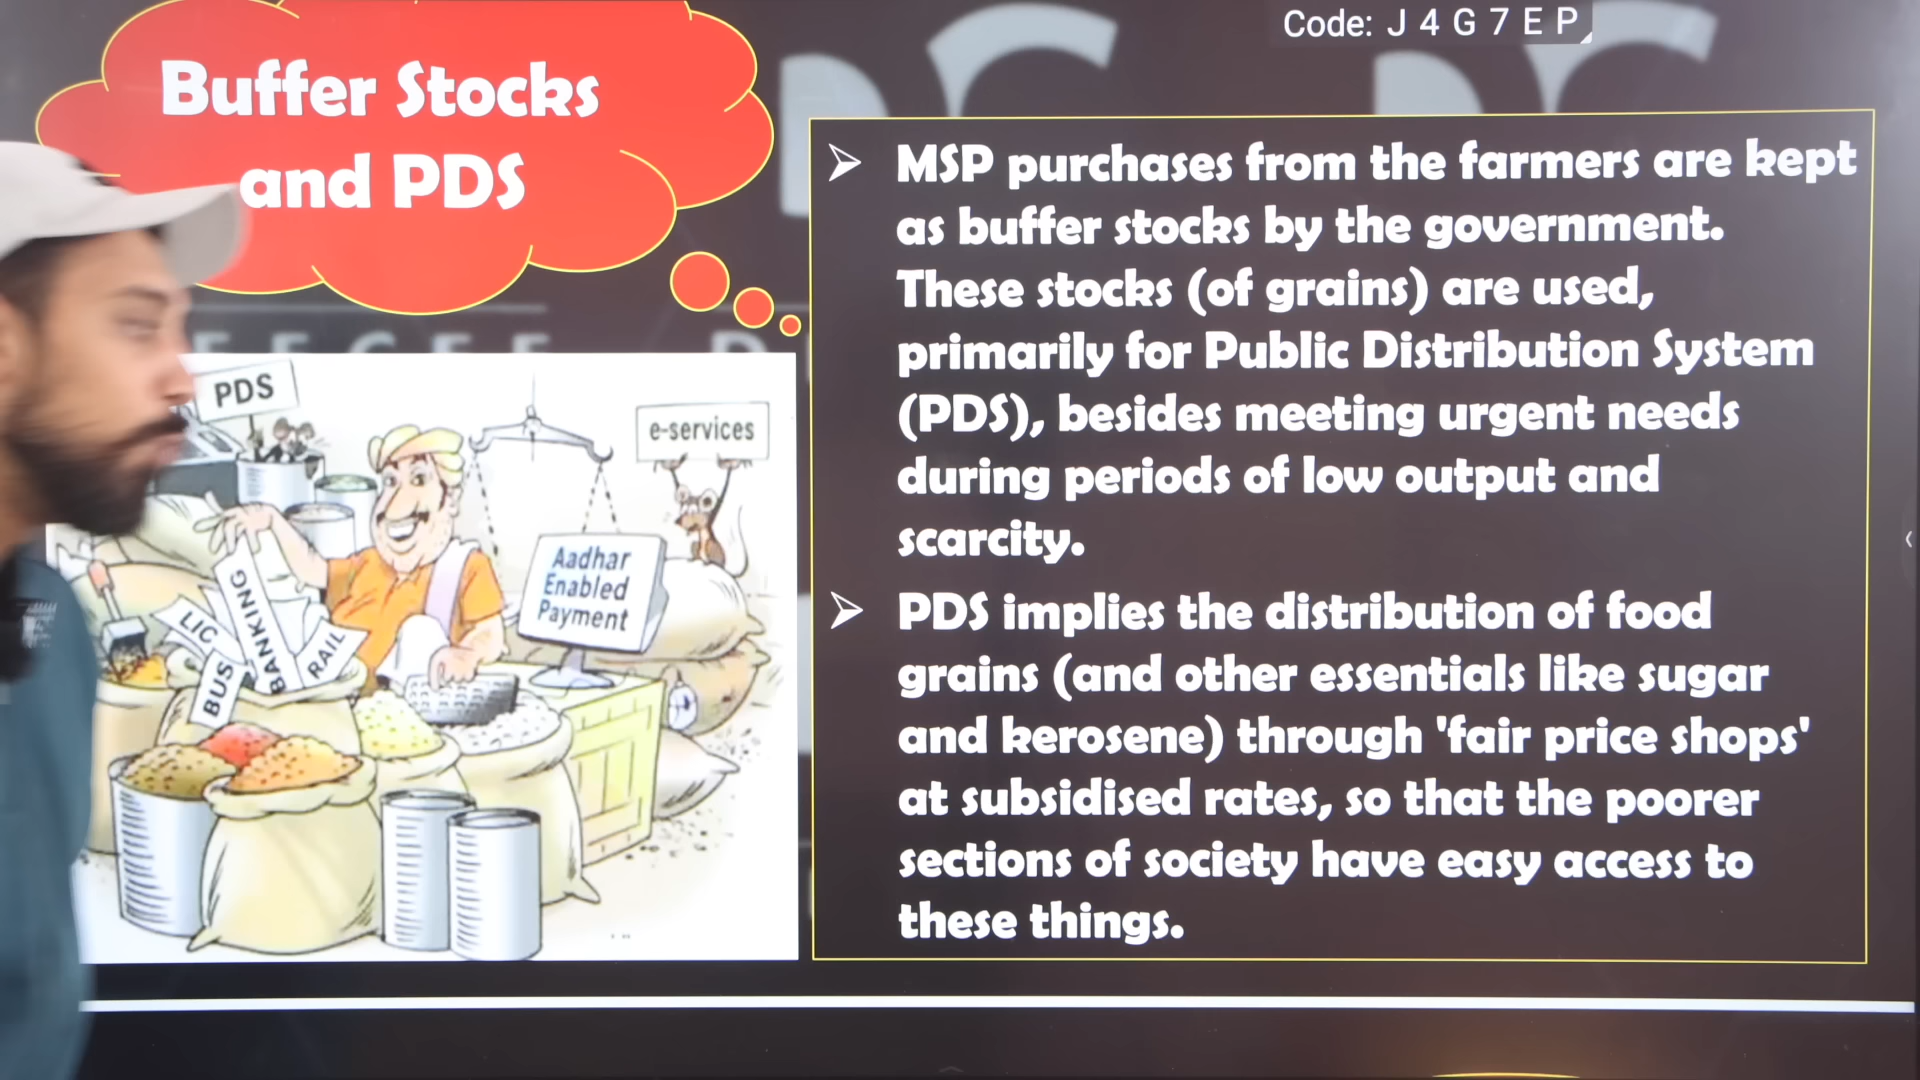 Code: J 4 G 7 E P
Buffer Stocks
and PDS
MSP purchases from the farmers are kept
as buffer stocks by the government.
These stocks (of grains) are used,
primarily for Public Distribution System
(PDS), besides meeting urgent needs
during periods of low output and
scarcity.
PDS implies the distribution of food
grains (and other essentials like sugar
and kerosene) through 'fair price shops'
at subsidised rates, so that the poorer
sections of society have easy access to
these things.
PDS
e-services
Aadhar
Enabled
Payment
LIC
BANKING
RAIL
BUS